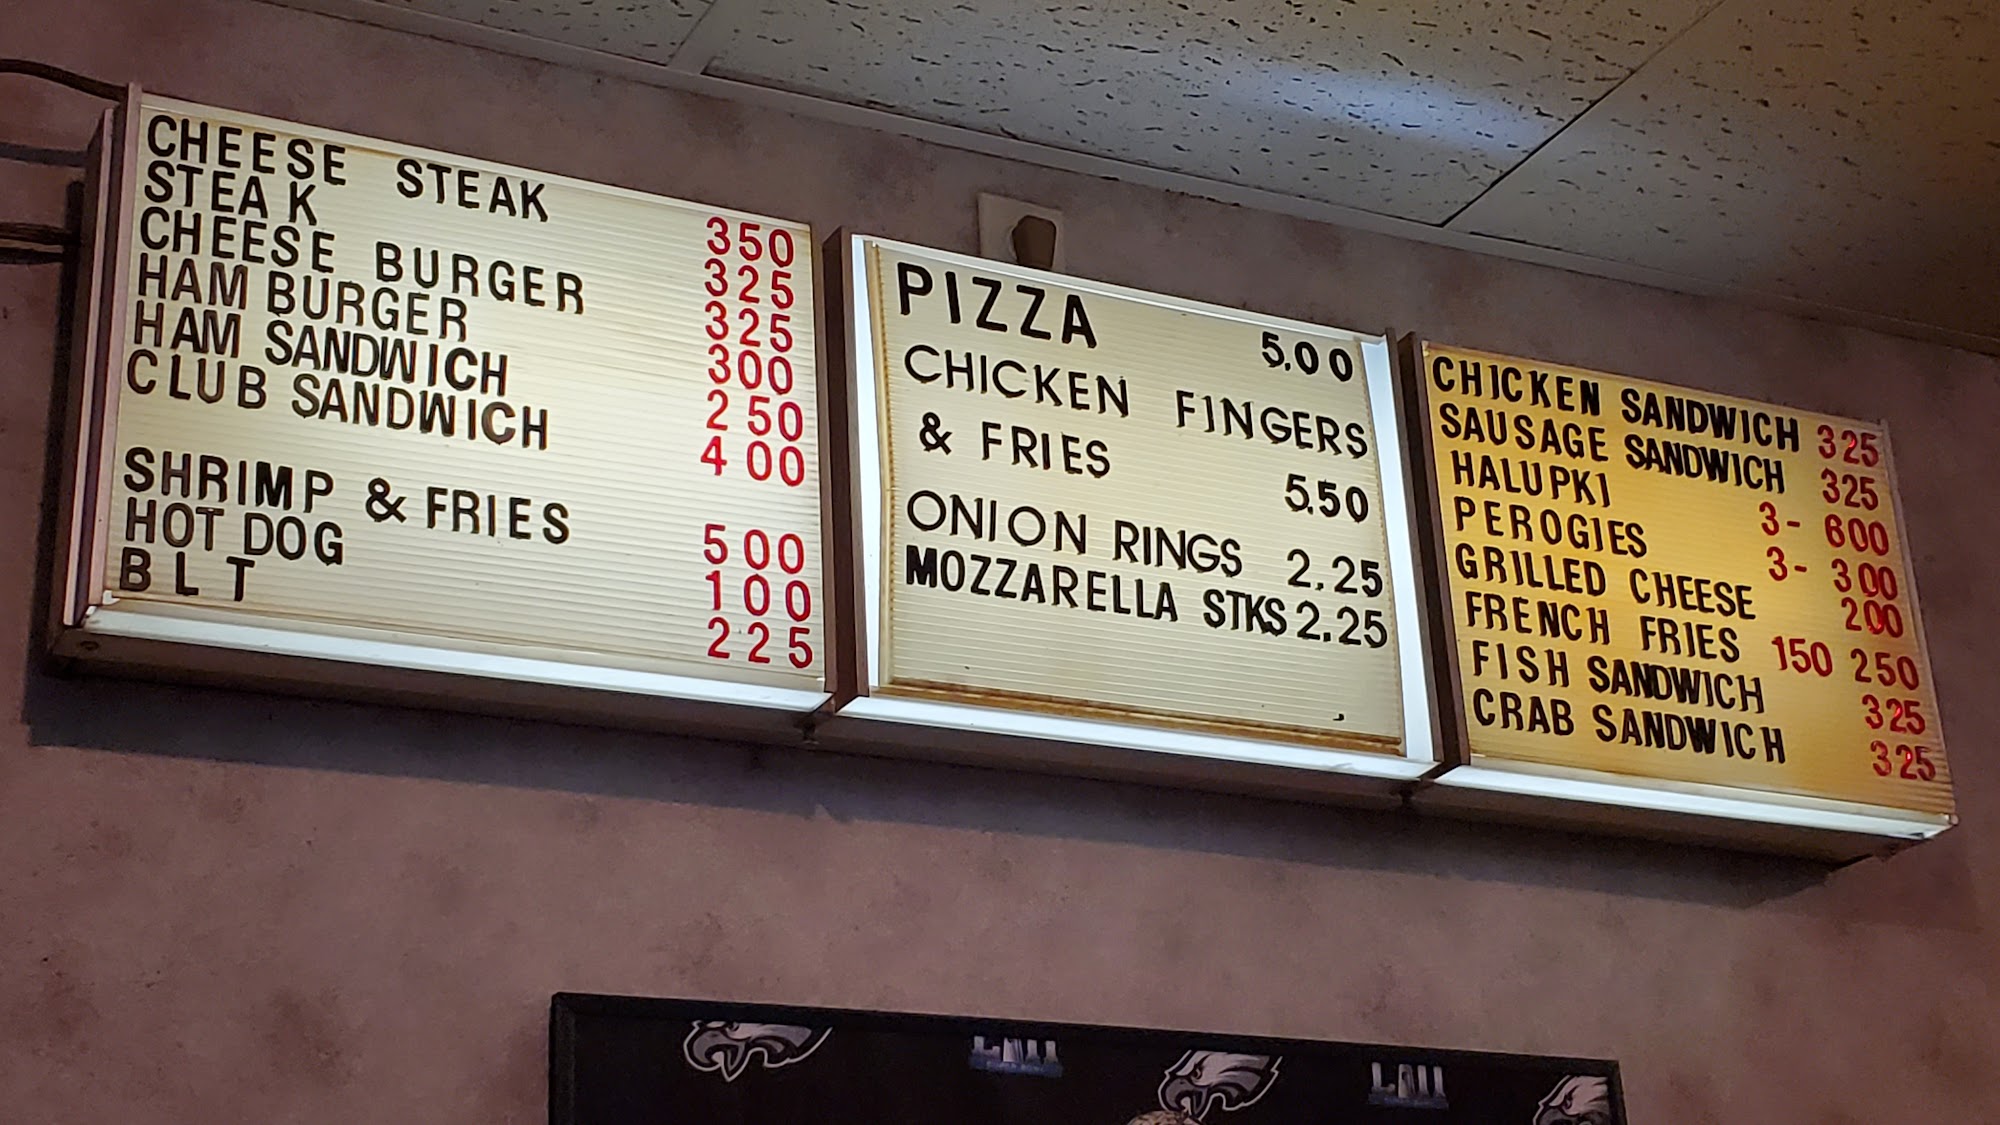 CHEESE STEAK 350
STEAK 325
CHEESE BURGER 325
HAM BURGER 300
HAM SANDWICH 250
CLUB SANDWICH 400
SHRIMP & FRIES 500
HOT DOG 100
BLT 225
PIZZA 5.00
CHICKEN FINGERS
& FRIES 5.50
ONION RINGS 2.25
MOZZARELLA STKS 2.25
CHICKEN SANDWICH 325
SAUSAGE SANDWICH 325
HALUPKI 3- 600
PEROGIES 3- 300
GRILLED CHEESE 200
FRENCH FRIES 150 250
FISH SANDWICH 325
CRAB SANDWICH 325
LII LII